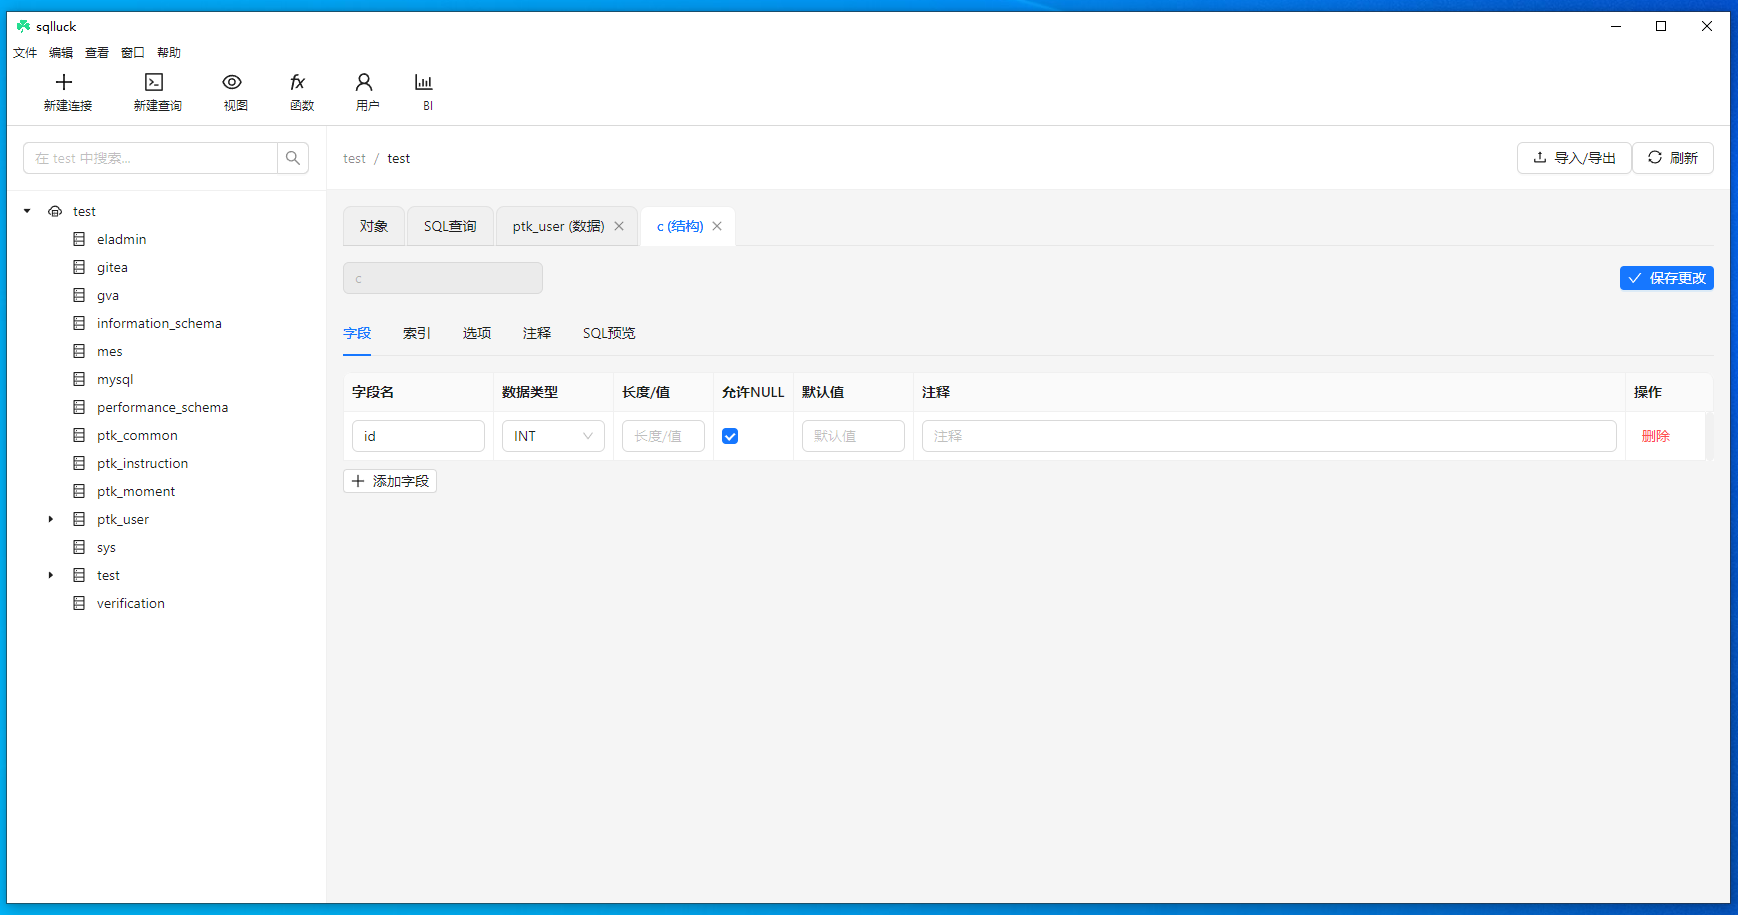 sqlluck
文件 编辑 查看 窗口 帮助
新建连接 新建查询 视图 函数 用户 BI
在 test 中搜索...
test / test
导入/导出 刷新
test
eladmin
gitea
gva
information_schema
mes
mysql
performance_schema
ptk_common
ptk_instruction
ptk_moment
ptk_user
sys
test
verification
对象 SQL查询 ptk_user (数据) c (结构)
c
保存更改
字段 索引 选项 注释 SQL预览
字段名 数据类型 长度/值 允许NULL 默认值 注释 操作
id INT 长度/值 默认值 注释 删除
添加字段